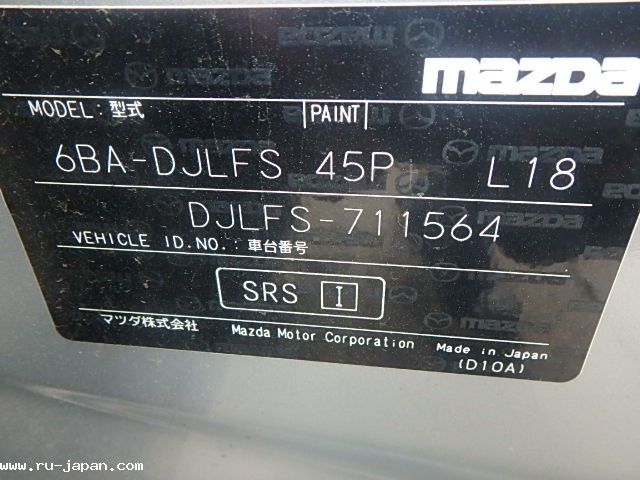 mazda
MODEL: 型式 PAINT
6BA-DJLFS 45P L18
DJLFS-711564
VEHICLE ID.NO.: 車台番号
SRS I
マツダ株式会社 Mazda Motor Corporation Made in Japan
(D10A)
www.ru-japan.com